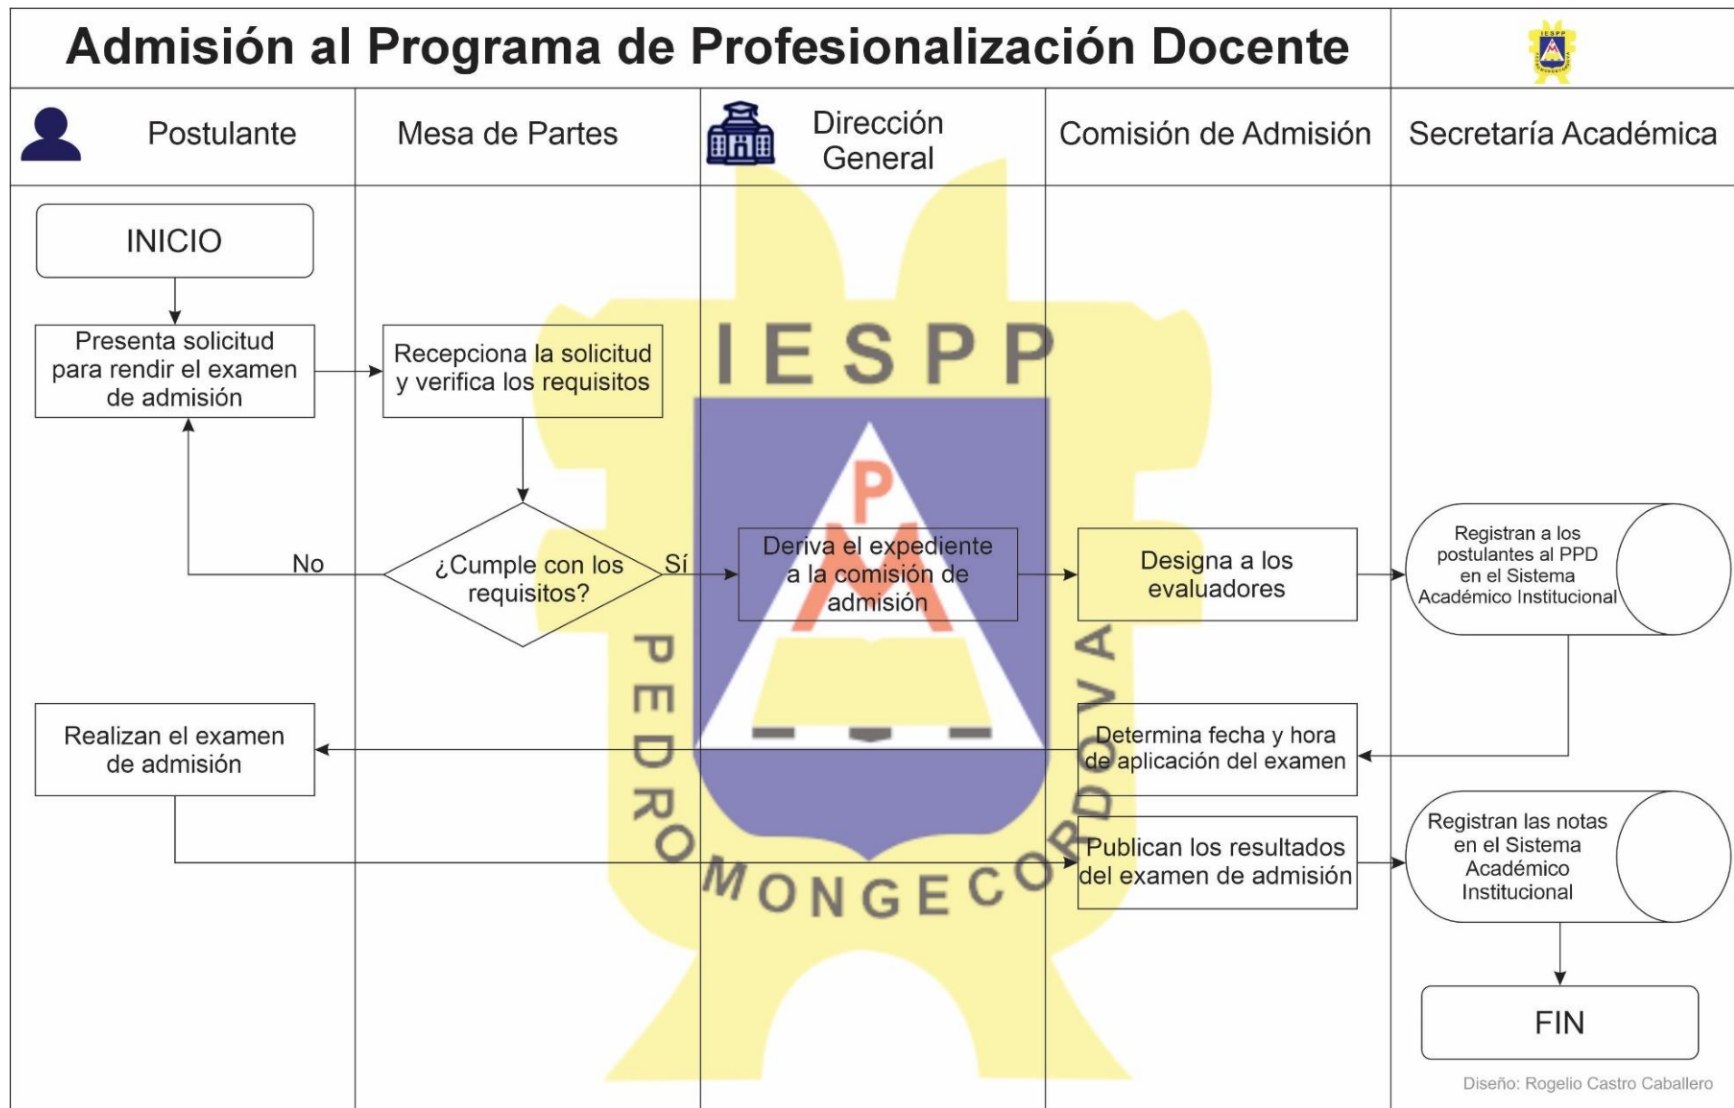 Admisión al Programa de Profesionalización Docente
IESPP
Postulante
Mesa de Partes
Dirección
General
Comisión de Admisión
Secretaría Académica
INICIO
Presenta solicitud
para rendir el examen
de admisión
Recepciona la solicitud
y verifica los requisitos
IESPP
P
M
¿Cumple con los
requisitos?
No
Sí
Deriva el expediente
a la comisión de
admisión
Designa a los
evaluadores
Registran a los
postulantes al PPD
en el Sistema
Académico Institucional
Realizan el examen
de admisión
Determina fecha y hora
de aplicación del examen
Publican los resultados
del examen de admisión
Registran las notas
en el Sistema
Académico
Institucional
PEDRO MONGE CORDOVA
FIN
Diseño: Rogelio Castro Caballero